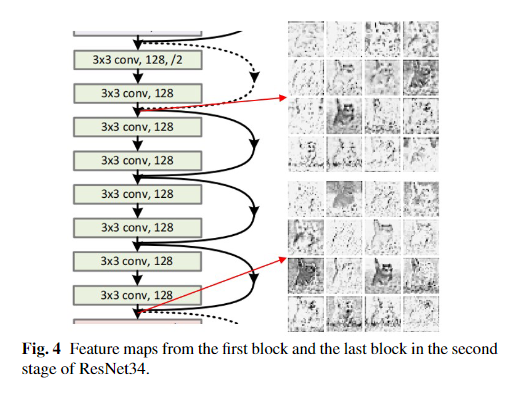 3x3 conv, 128, /2
3x3 conv, 128
3x3 conv, 128
3x3 conv, 128
3x3 conv, 128
3x3 conv, 128
3x3 conv, 128
3x3 conv, 128
Fig. 4 Feature maps from the first block and the last block in the second
stage of ResNet34.